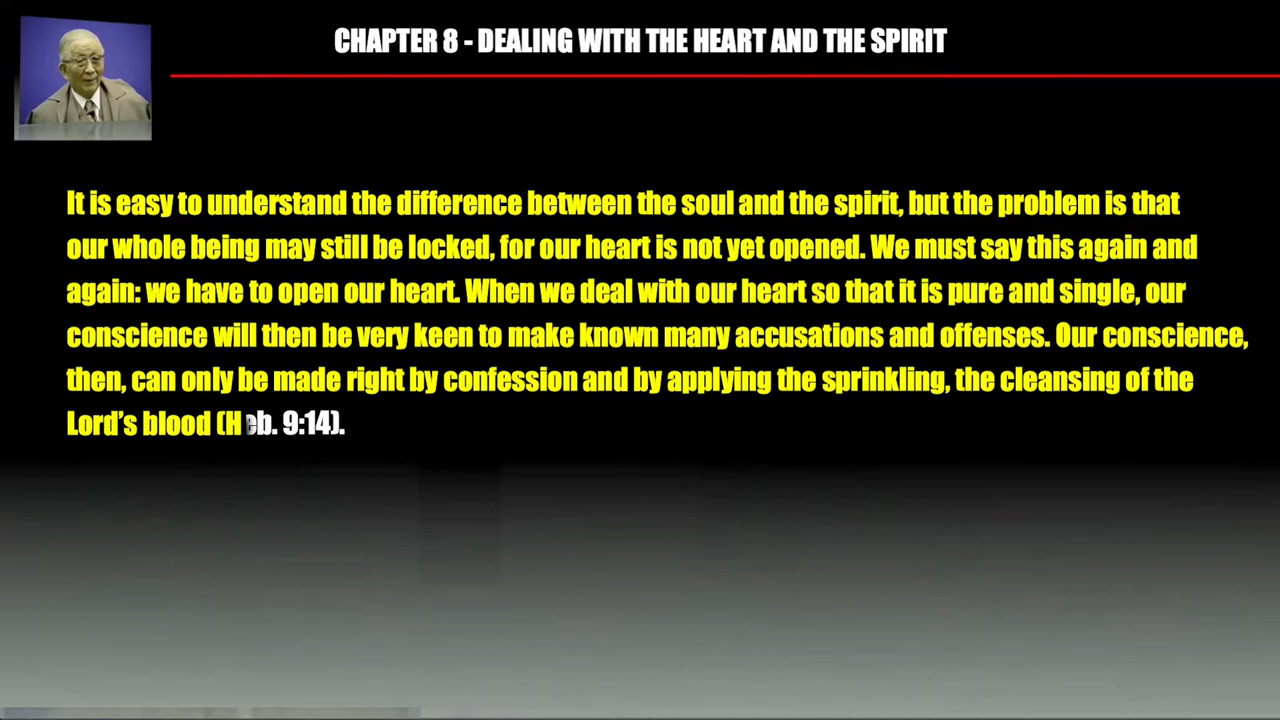 CHAPTER 8 - DEALING WITH THE HEART AND THE SPIRIT
It is easy to understand the difference between the soul and the spirit, but the problem is that
our whole being may still be locked, for our heart is not yet opened. We must say this again and
again: we have to open our heart. When we deal with our heart so that it is pure and single, our
conscience will then be very keen to make known many accusations and offenses. Our conscience,
then, can only be made right by confession and by applying the sprinkling, the cleansing of the
Lord’s blood (Heb. 9:14).